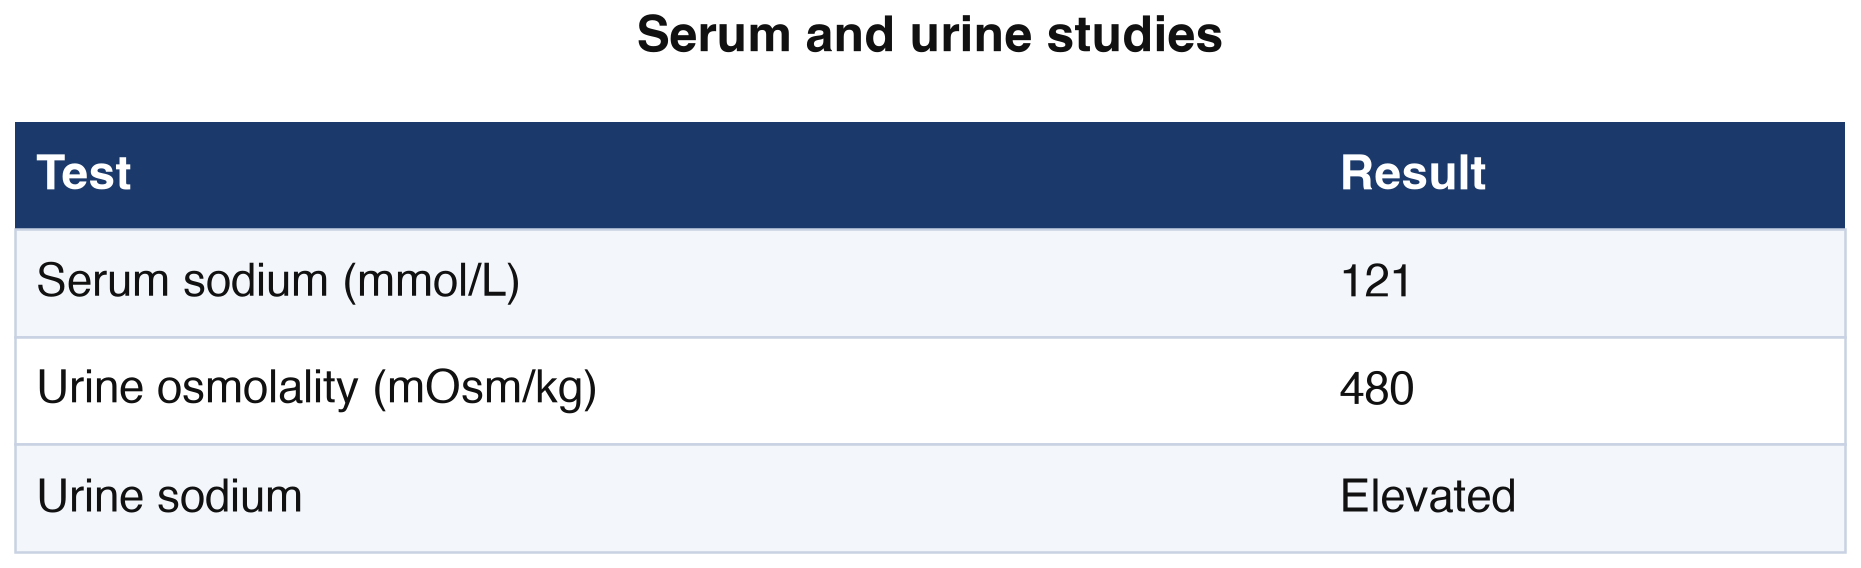 Serum and urine studies
Test Result
Serum sodium (mmol/L) 121
Urine osmolality (mOsm/kg) 480
Urine sodium Elevated